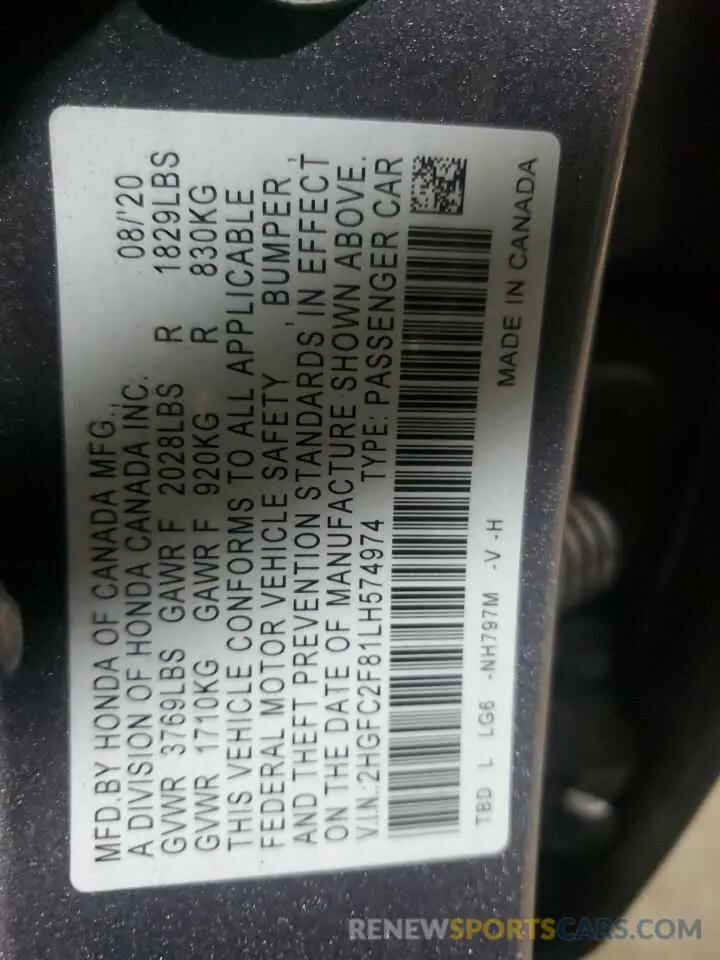 MFD.BY HONDA OF CANADA MFG., 08/'20
A DIVISION OF HONDA CANADA INC.
GVWR 3769LBS GAWR F 2028LBS R 1829LBS
GVWR 1710KG GAWR F 920KG R 830KG
THIS VEHICLE CONFORMS TO ALL APPLICABLE
FEDERAL MOTOR VEHICLE SAFETY , BUMPER ,
AND THEFT PREVENTION STANDARDS IN EFFECT
ON THE DATE OF MANUFACTURE SHOWN ABOVE.
V.I.N.:2HGFC2F81LH574974 TYPE: PASSENGER CAR
TBD L LG6 -NH797M -V -H MADE IN CANADA
RENEWSPORTSCARS.COM